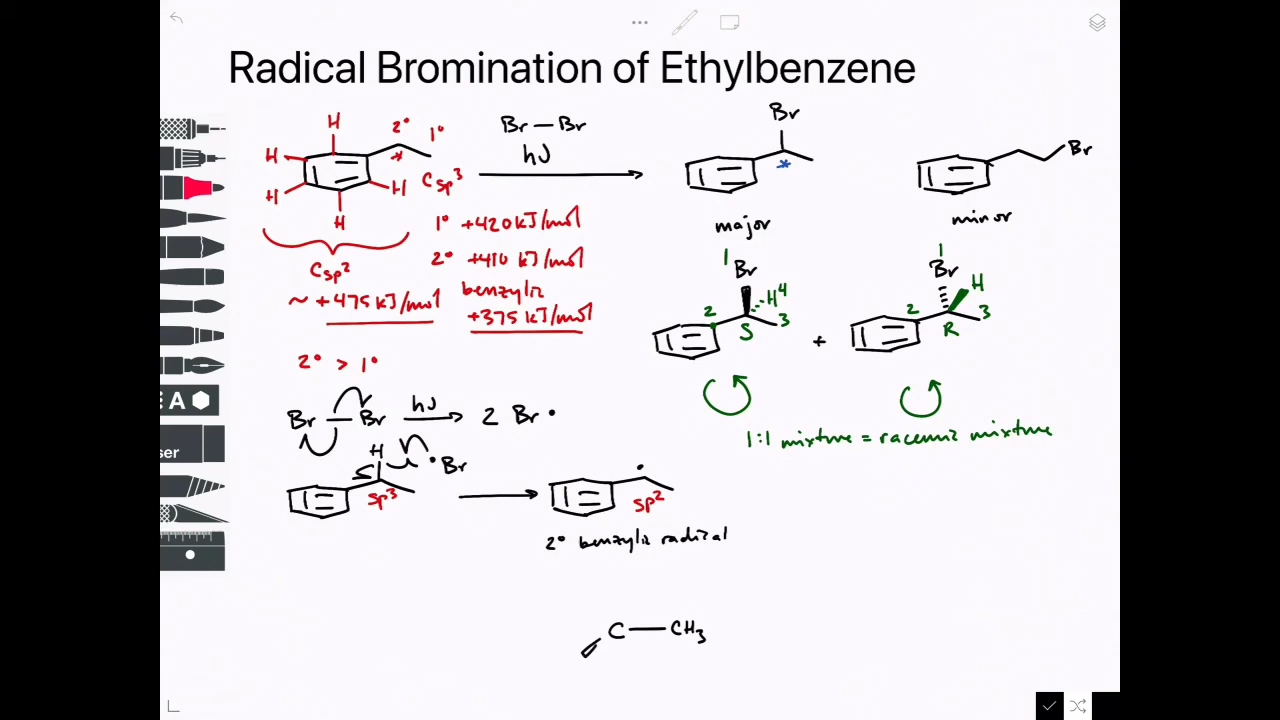 Radical Bromination of Ethylbenzene
H
H
H
H
H
2° 1°
*
Csp3
Csp2
~ +475 kJ/mol
Br — Br
hν
1° +420 kJ/mol
2° +410 kJ/mol
benzylic
+375 kJ/mol
2° > 1°
Br
*
major
Br
minor
1
Br
H4
2
3
S
+
1
Br
H
2
3
R
1:1 mixture = racemic mixture
Br — Br
hν
2 Br •
H
• Br
sp3
•
sp2
2° benzylic radical
C — CH3
A
ser